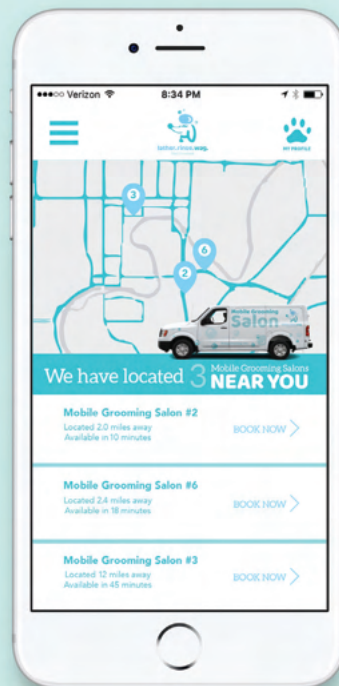 Verizon
8:34 PM
lather.rinse.wag.
MY PROFILE
3
6
2
Mobile Grooming
Salon
We have located 3 Mobile Grooming Salons
NEAR YOU
Mobile Grooming Salon #2
Located 2.0 miles away
Available in 10 minutes
BOOK NOW
Mobile Grooming Salon #6
Located 2.4 miles away
Available in 18 minutes
BOOK NOW
Mobile Grooming Salon #3
Located 12 miles away
Available in 45 minutes
BOOK NOW